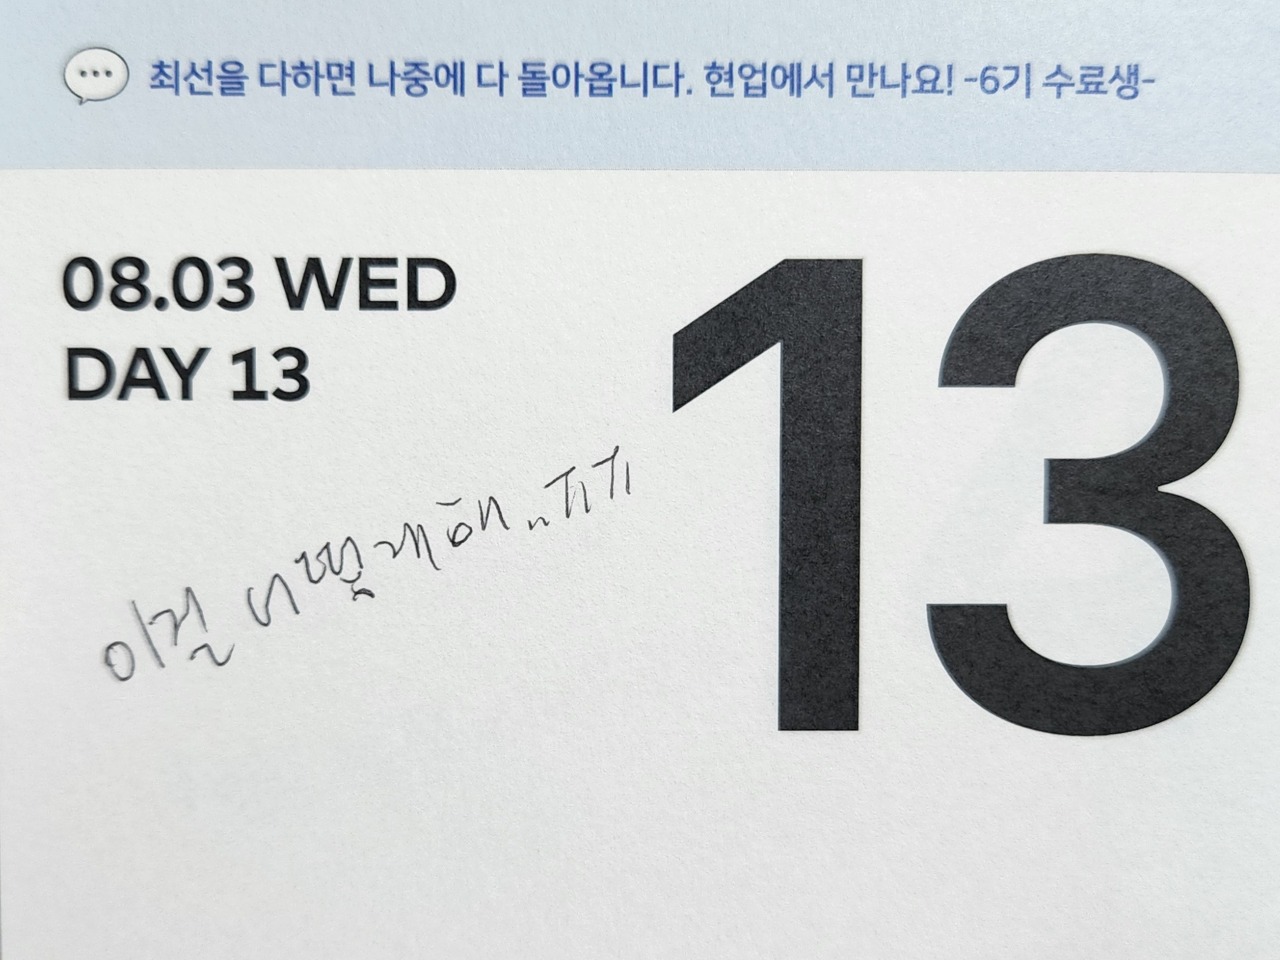 최선을 다하면 나중에 다 돌아옵니다. 현업에서 만나요! -6기 수료생-
08.03 WED
DAY 13
13
이걸 어떻게 해..